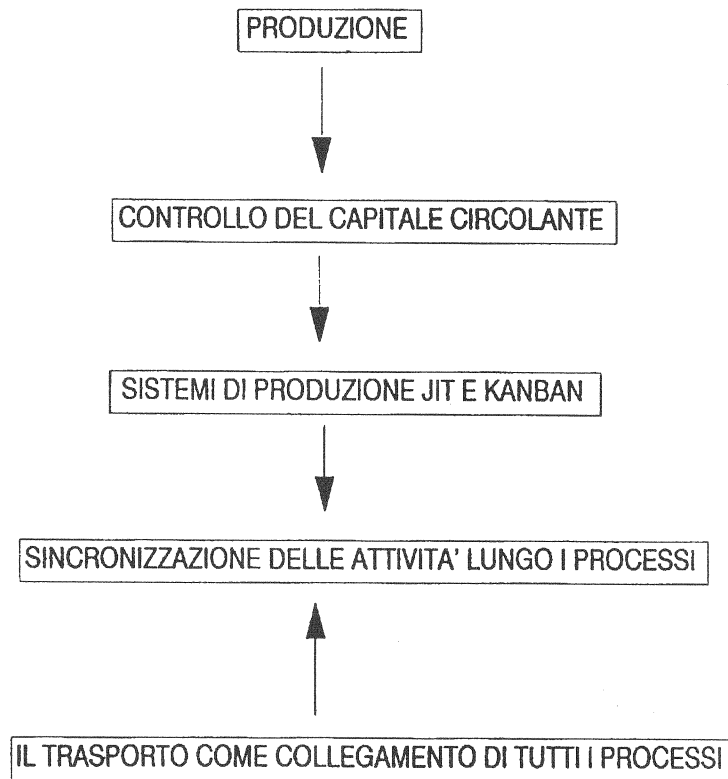 PRODUZIONE
CONTROLLO DEL CAPITALE CIRCOLANTE
SISTEMI DI PRODUZIONE JIT E KANBAN
SINCRONIZZAZIONE DELLE ATTIVITA' LUNGO I PROCESSI
IL TRASPORTO COME COLLEGAMENTO DI TUTTI I PROCESSI